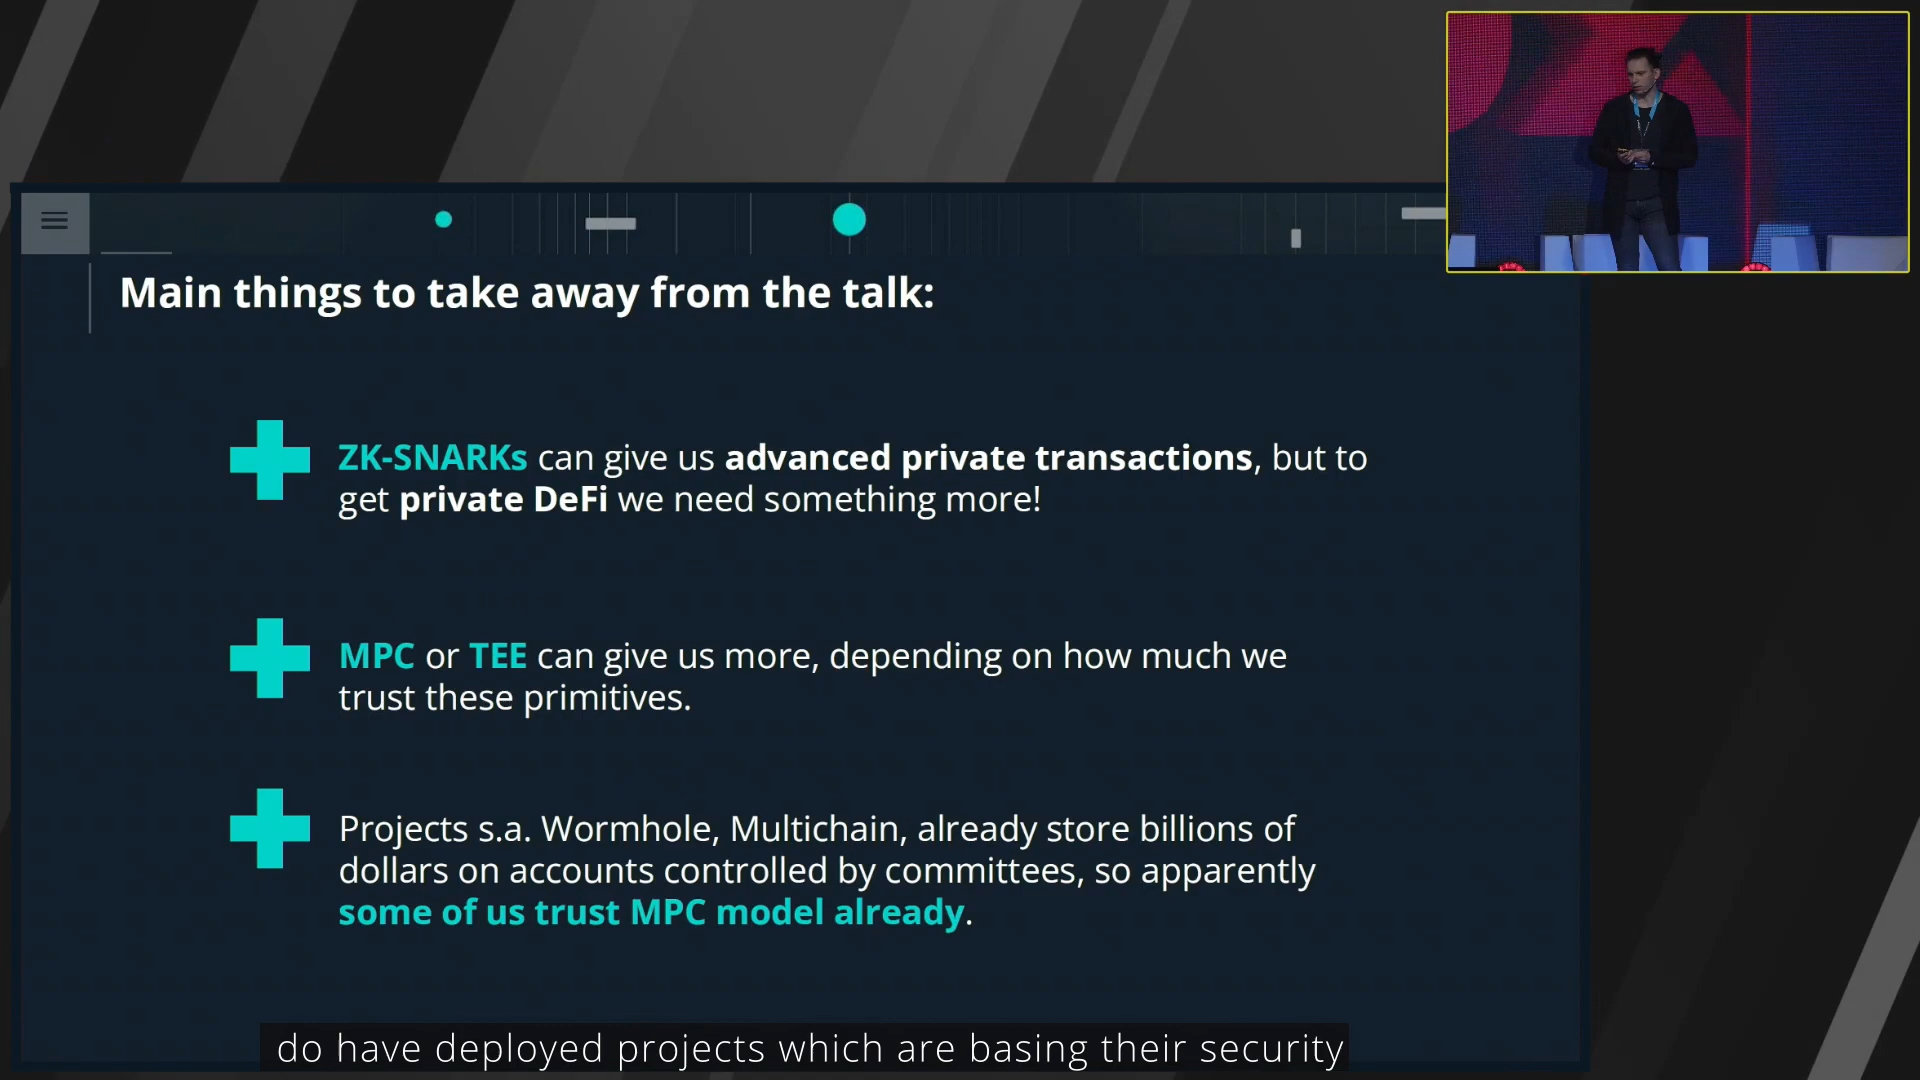 Main things to take away from the talk:
ZK-SNARKs can give us advanced private transactions, but to
get private DeFi we need something more!
MPC or TEE can give us more, depending on how much we
trust these primitives.
Projects s.a. Wormhole, Multichain, already store billions of
dollars on accounts controlled by committees, so apparently
some of us trust MPC model already.
do have deployed projects which are basing their security